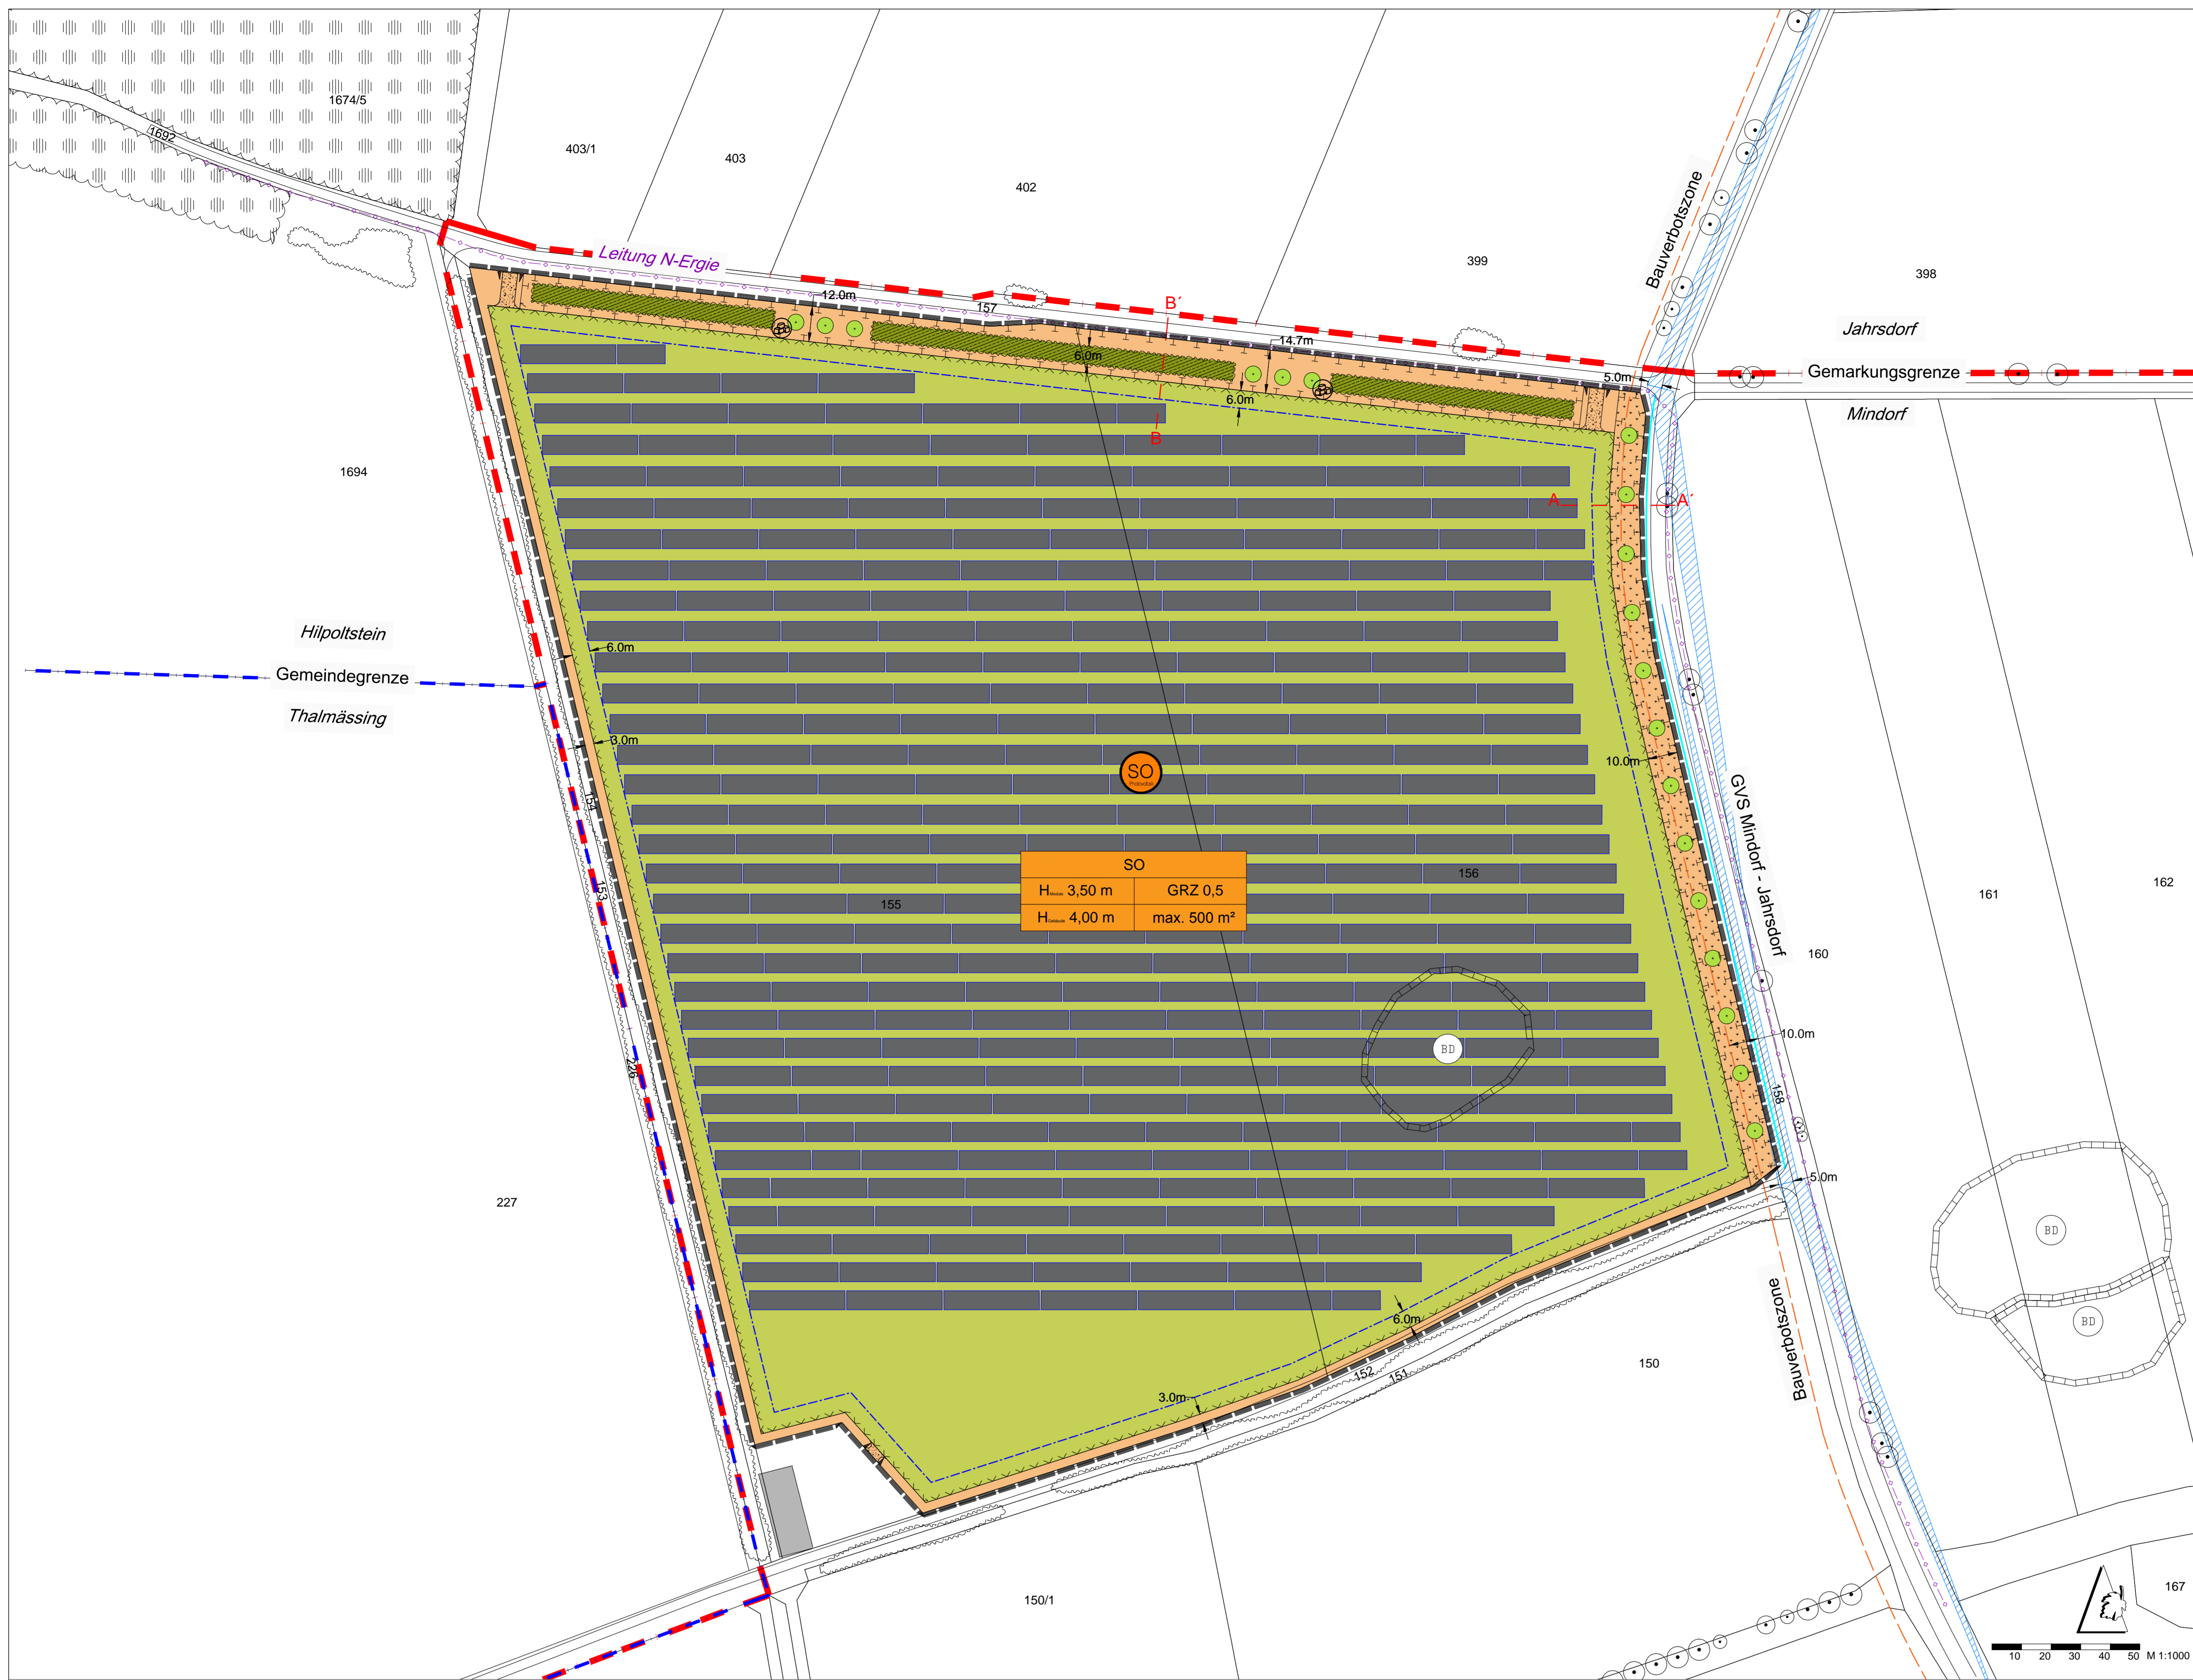 1674/5
1692
403/1
403
402
399
398
Bauverbotszone
Leitung N-Ergie
157
12.0m
B´
6.0m
14.7m
6.0m
B
5.0m
Jahrsdorf
Gemarkungsgrenze
Mindorf
1694
A
A´
Hilpoltstein
Gemeindegrenze
Thalmässing
6.0m
3.0m
154
153
226
SO
Photovoltaik
10.0m
GVS Mindorf - Jahrsdorf
SO
H Module 3,50 m GRZ 0,5
H Gebäude 4,00 m max. 500 m²
155
156
160
161
162
BD
10.0m
158
5.0m
227
BD
BD
6.0m
3.0m
152
151
150
Bauverbotszone
150/1
167
10 20 30 40 50 M 1:1000